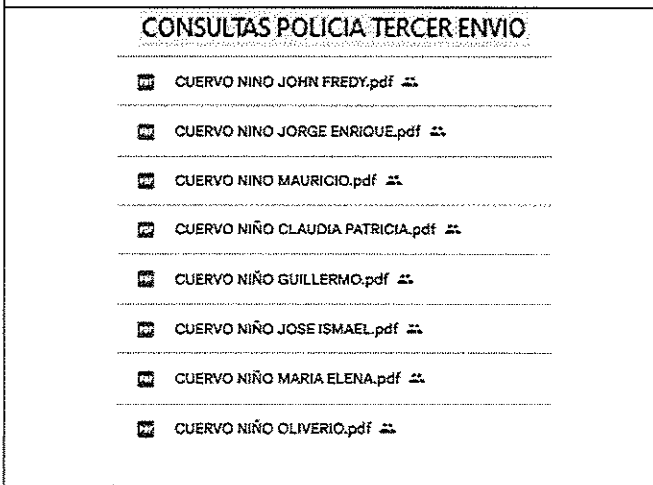 CONSULTAS POLICIA TERCER ENVIO
CUERVO NINO JOHN FREDY.pdf
CUERVO NINO JORGE ENRIQUE.pdf
CUERVO NINO MAURICIO.pdf
CUERVO NIÑO CLAUDIA PATRICIA.pdf
CUERVO NIÑO GUILLERMO.pdf
CUERVO NIÑO JOSE ISMAEL.pdf
CUERVO NIÑO MARIA ELENA.pdf
CUERVO NIÑO OLIVERIO.pdf